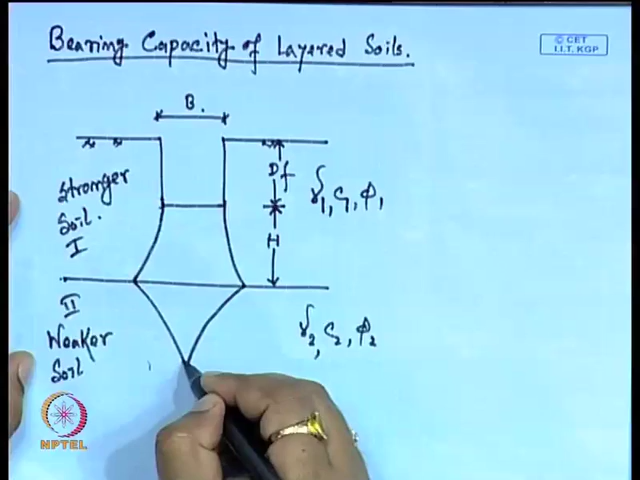 Bearing Capacity of Layered Soils.
© CET
I.I.T. KGP
B.
Stronger
Soil.
I
Df
γ1, c1, φ1
H
II
Weaker
Soil
γ2, c2, φ2
NPTEL